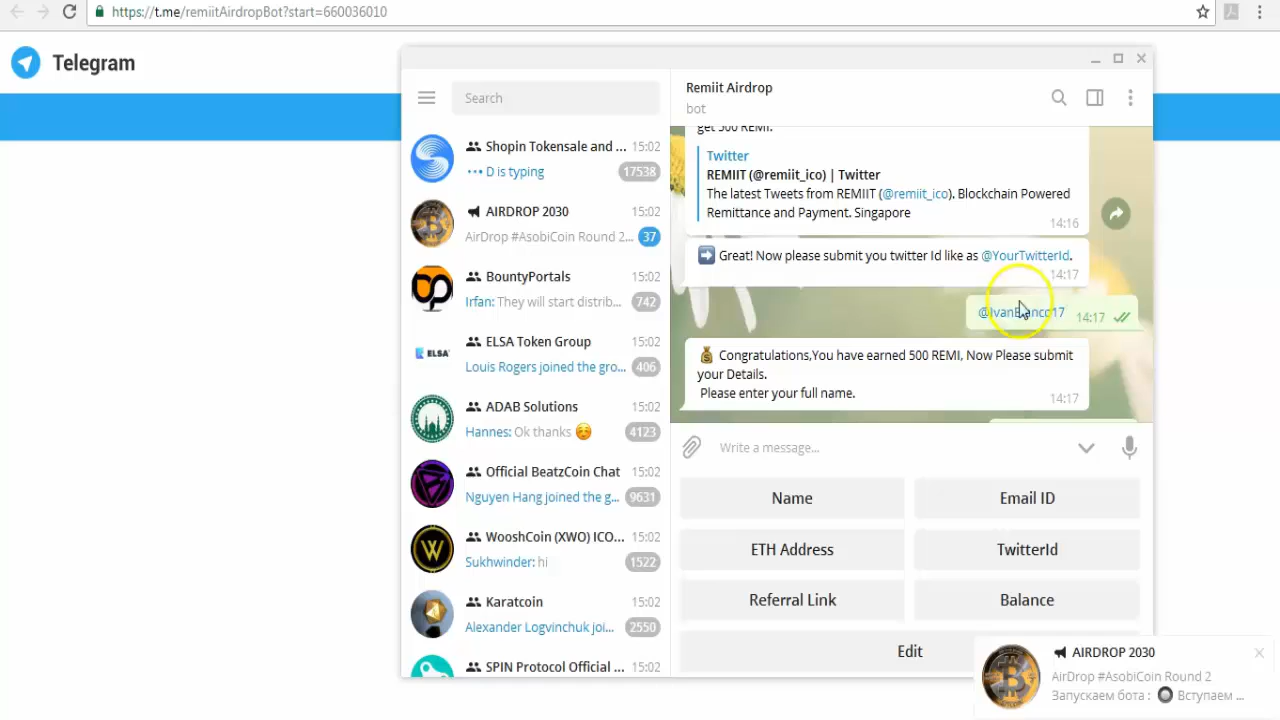 https://t.me/remiitAirdropBot?start=660036010
Telegram
Search
Shopin Tokensale and ... 15:02
D is typing 17538
AIRDROP 2030 15:02
AirDrop #AsobiCoin Round 2... 37
BountyPortals 15:02
Irfan: They will start distrib... 742
ELSA Token Group 15:02
ELSA
Louis Rogers joined the gro... 406
ADAB Solutions 15:02
Hannes: Ok thanks 😊 4123
Official BeatzCoin Chat 15:02
Nguyen Hang joined the g... 9631
WooshCoin (XWO) ICO... 15:02
Sukhwinder: hi 1522
Karatcoin 15:02
Alexander Logvinchuk joi... 2550
SPIN Protocol Official ... 15:02
Remiit Airdrop
bot
get 500 REMI.
Twitter
REMIIT (@remiit_ico) | Twitter
The latest Tweets from REMIIT (@remiit_ico). Blockchain Powered
Remittance and Payment. Singapore
14:16
➡ Great! Now please submit you twitter Id like as @YourTwitterId.
14:17
@IvanBlanco17 14:17
💰 Congratulations,You have earned 500 REMI, Now Please submit
your Details.
Please enter your full name.
14:17
Write a message...
Name
Email ID
ETH Address
TwitterId
Referral Link
Balance
Edit
AIRDROP 2030
AirDrop #AsobiCoin Round 2
Запускаем бота : 🔘 Вступаем ...